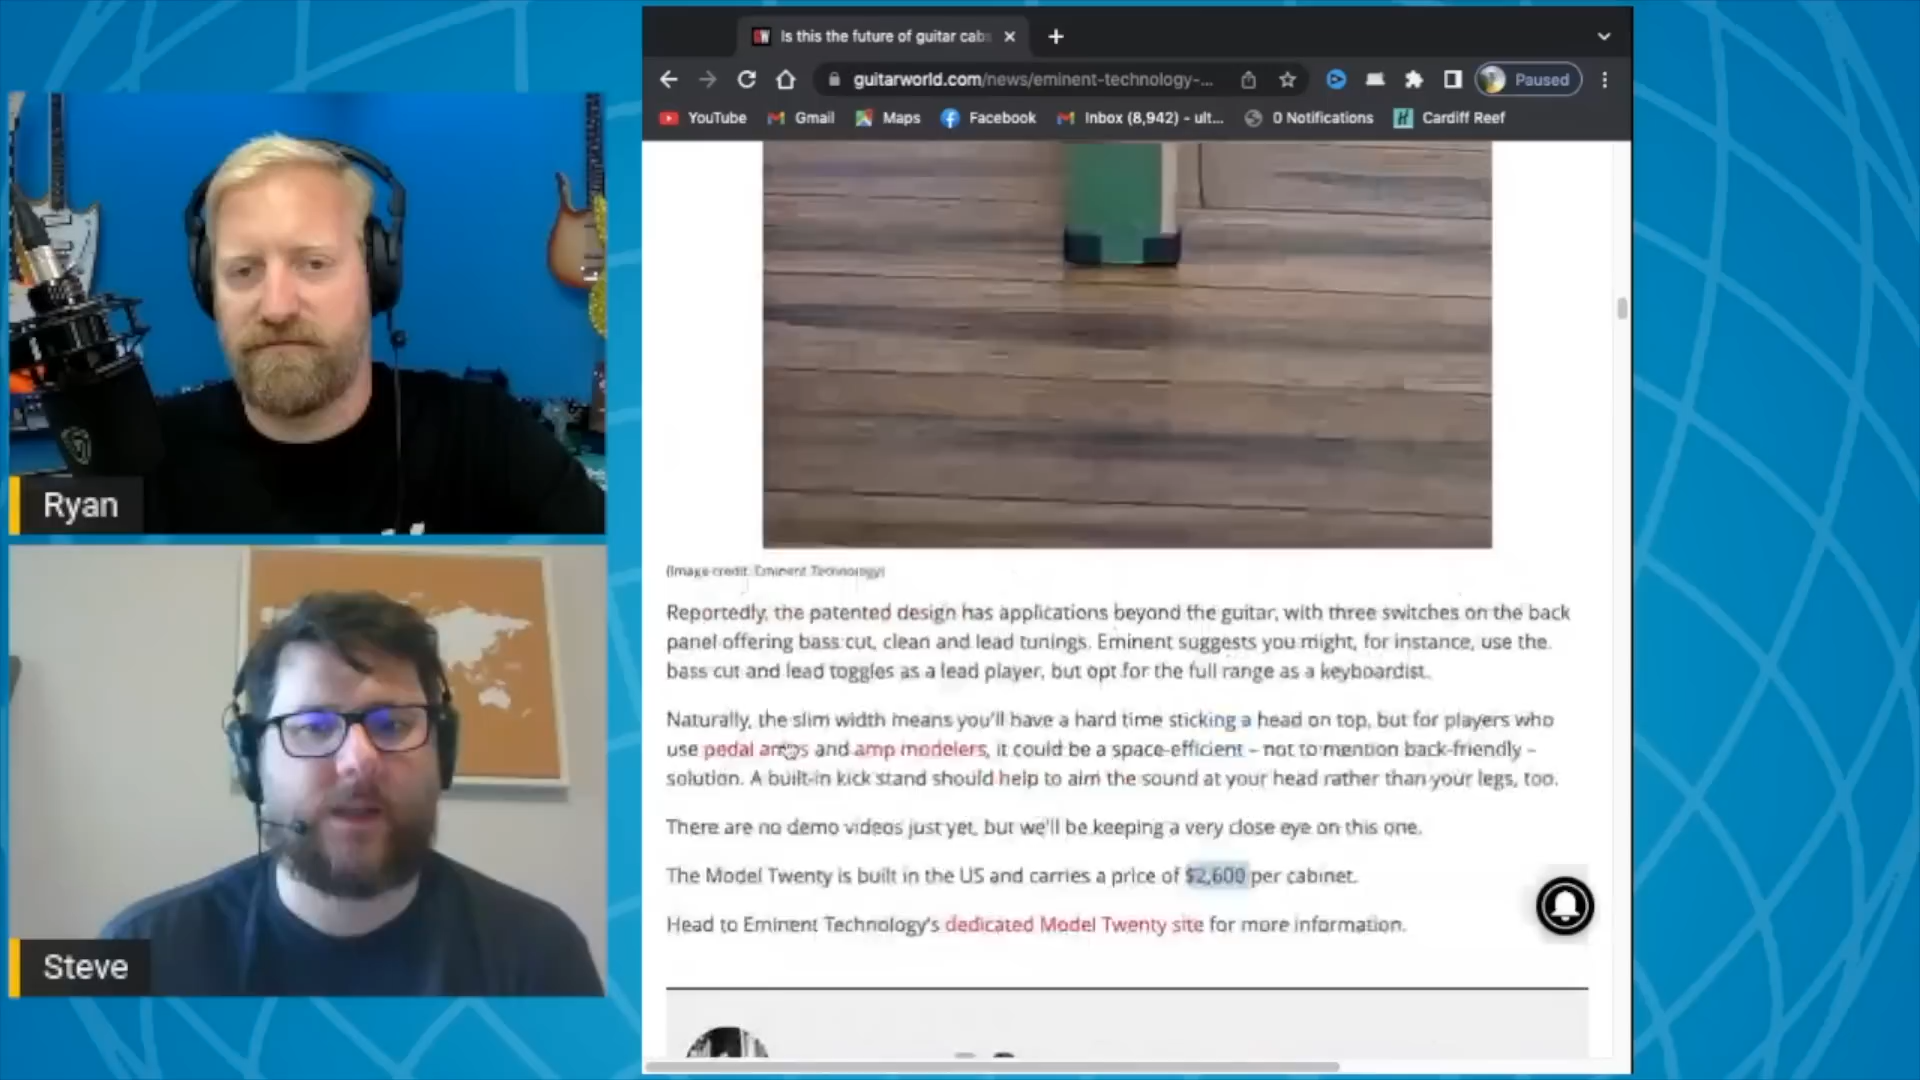 Is this the future of guitar cabs
guitarworld.com/news/eminent-technology-...
Paused
YouTube
Gmail
Maps
Facebook
Inbox (8,942) - ult...
0 Notifications
Cardiff Reef
Ryan
Steve
(Image credit: Eminent Technology)
Reportedly, the patented design has applications beyond the guitar, with three switches on the back
panel offering bass cut, clean and lead tunings. Eminent suggests you might, for instance, use the
bass cut and lead toggles as a lead player, but opt for the full range as a keyboardist.
Naturally, the slim width means you'll have a hard time sticking a head on top, but for players who
use pedal amps and amp modelers, it could be a space-efficient – not to mention back-friendly –
solution. A built-in kick stand should help to aim the sound at your head rather than your legs, too.
There are no demo videos just yet, but we'll be keeping a very close eye on this one.
The Model Twenty is built in the US and carries a price of $2,600 per cabinet.
Head to Eminent Technology's dedicated Model Twenty site for more information.